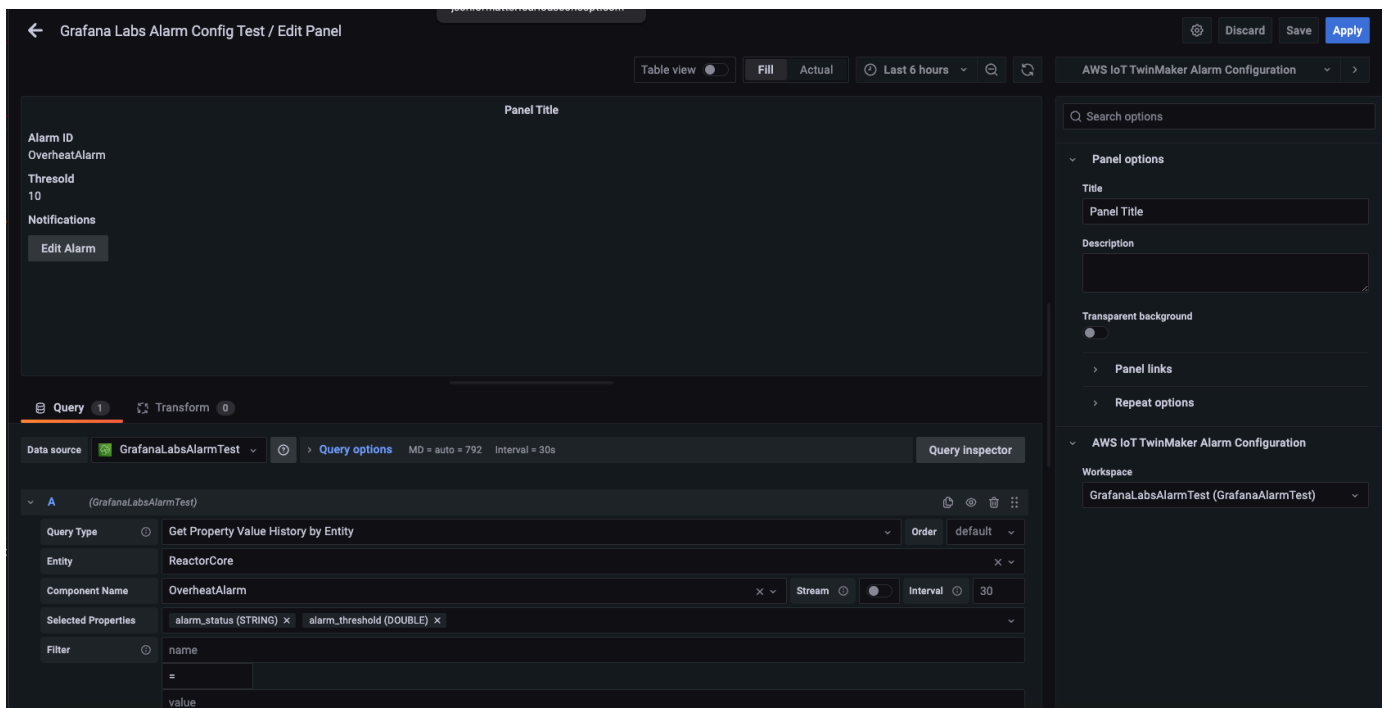 Grafana Labs Alarm Config Test / Edit Panel
Discard Save Apply
Table view Fill Actual Last 6 hours
AWS IoT TwinMaker Alarm Configuration
Panel Title
Alarm ID
OverheatAlarm
Thresold
10
Notifications
Edit Alarm
Search options
Panel options
Title
Panel Title
Description
Transparent background
Panel links
Repeat options
AWS IoT TwinMaker Alarm Configuration
Workspace
GrafanaLabsAlarmTest (GrafanaAlarmTest)
Query 1 Transform 0
Data source GrafanaLabsAlarmTest Query options MD = auto = 792 Interval = 30s Query inspector
A (GrafanaLabsAlarmTest)
Query Type Get Property Value History by Entity Order default
Entity ReactorCore
Component Name OverheatAlarm Stream Interval 30
Selected Properties alarm_status (STRING) alarm_threshold (DOUBLE)
Filter name
=
value